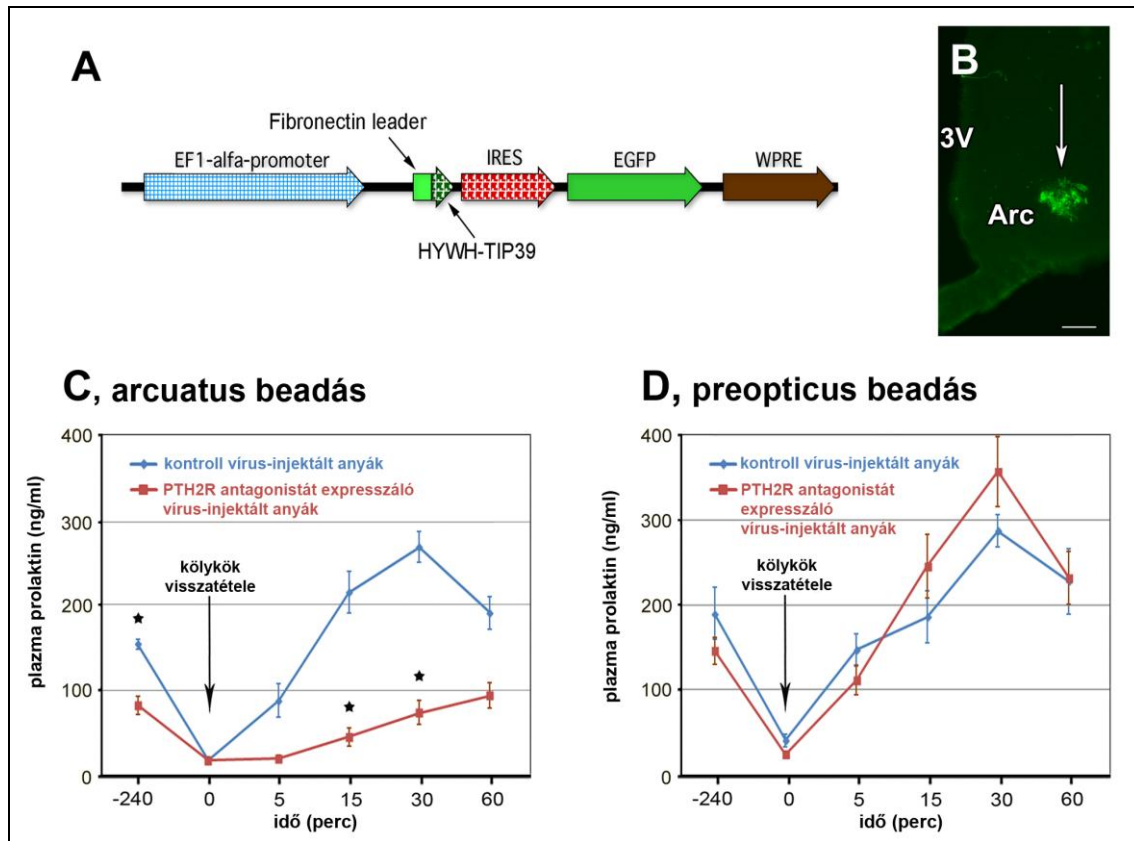 A
Fibronectin leader
EF1-alfa-promoter
IRES
EGFP
WPRE
HYWH-TIP39
B
3V
Arc
C, arcuatus beadás
plazma prolaktin (ng/ml)
400
300
200
100
0
kontroll vírus-injektált anyák
PTH2R antagonistát expresszáló
vírus-injektált anyák
kölykök
visszatétele
-240
0
5
15
30
60
idő (perc)
D, preopticus beadás
plazma prolaktin (ng/ml)
400
300
200
100
0
kontroll vírus-injektált anyák
PTH2R antagonistát
expresszáló
vírus-injektált anyák
kölykök
visszatétele
-240
0
5
15
30
60
idő (perc)